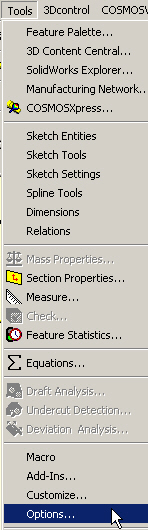 Tools 3Dcontrol COSMOSV
Feature Palette...
3D Content Central...
SolidWorks Explorer...
Manufacturing Network...
COSMOSXpress...
Sketch Entities
Sketch Tools
Sketch Settings
Spline Tools
Dimensions
Relations
Mass Properties...
Section Properties...
Measure...
Check...
Feature Statistics...
Equations...
Draft Analysis...
Undercut Detection...
Deviation Analysis...
Macro
Add-Ins...
Customize...
Options...